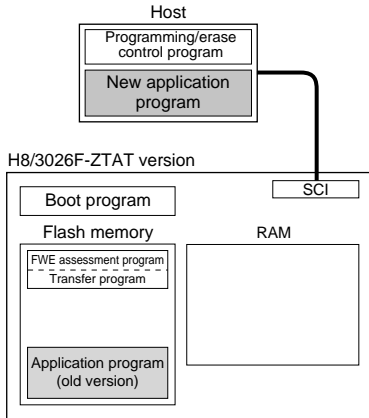 Host
Programming/erase
control program
New application
program
H8/3026F-ZTAT version
SCI
Boot program
Flash memory
RAM
FWE assessment program
Transfer program
Application program
(old version)